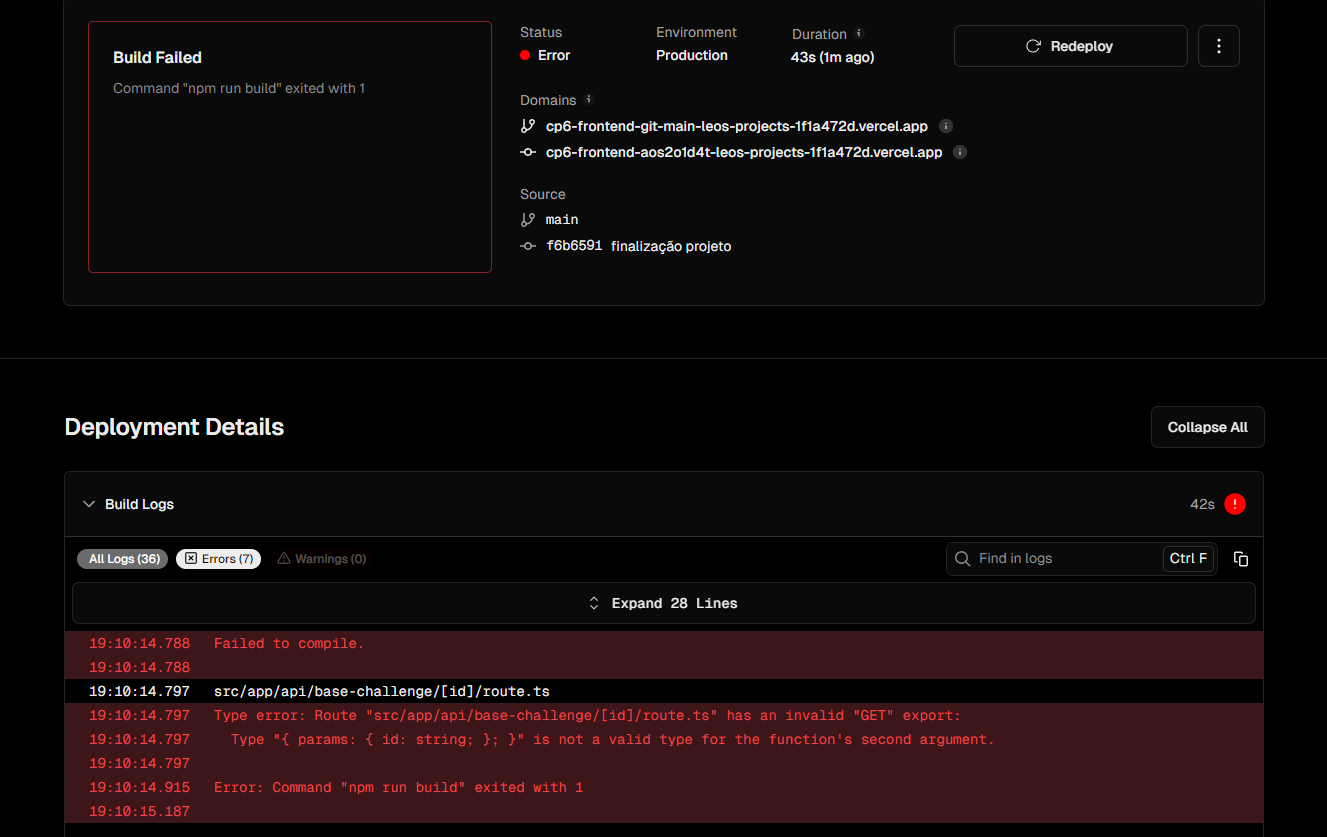 Build Failed
Command "npm run build" exited with 1
Status
Error
Environment
Production
Duration
43s (1m ago)
Redeploy
Domains
cp6-frontend-git-main-leos-projects-1f1a472d.vercel.app
cp6-frontend-aos2o1d4t-leos-projects-1f1a472d.vercel.app
Source
main
f6b6591 finalização projeto
Deployment Details
Collapse All
Build Logs
42s
All Logs (36)
Errors (7)
Warnings (0)
Find in logs
Ctrl F
Expand 28 Lines
19:10:14.788 Failed to compile.
19:10:14.788
19:10:14.797 src/app/api/base-challenge/[id]/route.ts
19:10:14.797 Type error: Route "src/app/api/base-challenge/[id]/route.ts" has an invalid "GET" export:
19:10:14.797 Type "{ params: { id: string; }; }" is not a valid type for the function's second argument.
19:10:14.797
19:10:14.915 Error: Command "npm run build" exited with 1
19:10:15.187